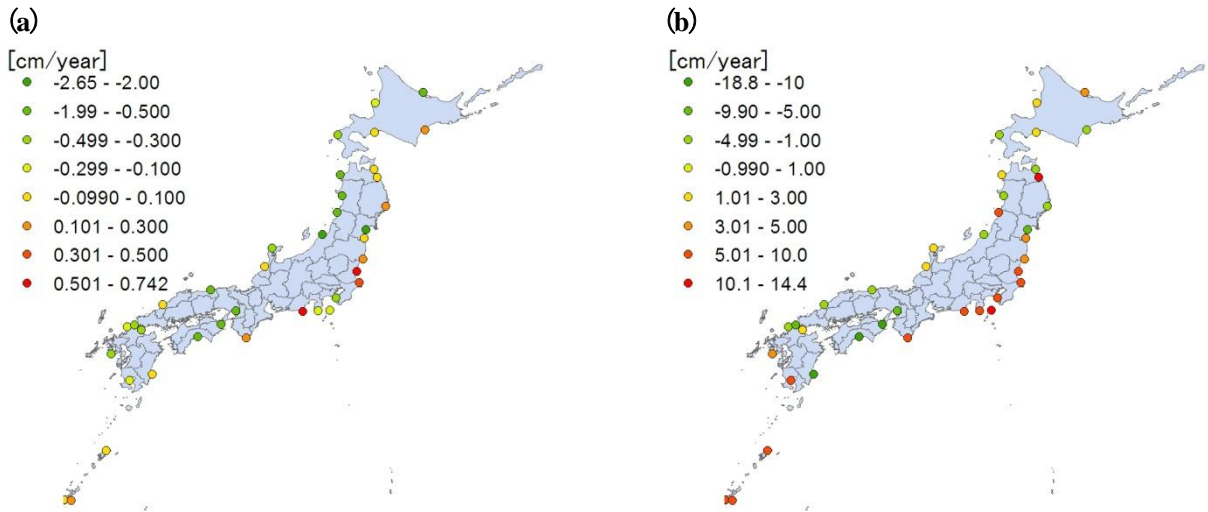 (a)
[cm/year]
-2.65 - -2.00
-1.99 - -0.500
-0.499 - -0.300
-0.299 - -0.100
-0.0990 - 0.100
0.101 - 0.300
0.301 - 0.500
0.501 - 0.742
(b)
[cm/year]
-18.8 - -10
-9.90 - -5.00
-4.99 - -1.00
-0.990 - 1.00
1.01 - 3.00
3.01 - 5.00
5.01 - 10.0
10.1 - 14.4